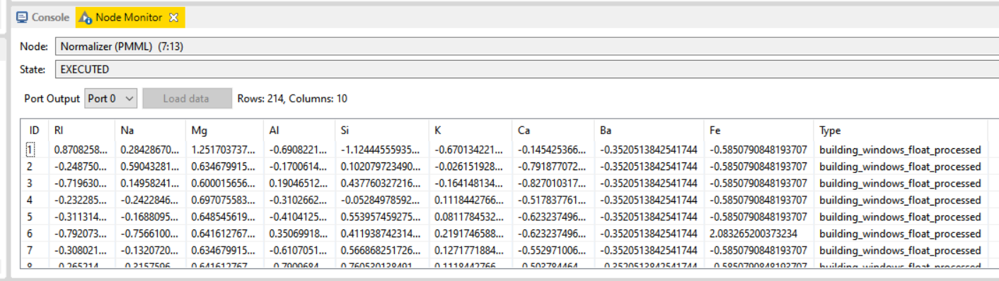 Console Node Monitor
Node: Normalizer (PMML) (7:13)
State: EXECUTED
Port Output Port 0 Load data Rows: 214, Columns: 10
ID RI Na Mg Al Si K Ca Ba Fe Type
1 0.8708258... 0.28428670... 1.251703737... -0.6908221... -1.12444555935... -0.670134221... -0.145425366... -0.3520513842541744 -0.5850790848193707 building_windows_float_processed
2 -0.248750... 0.59043281... 0.634679915... -0.1700614... 0.102079723490... -0.026151928... -0.791877072... -0.3520513842541744 -0.5850790848193707 building_windows_float_processed
3 -0.719630... 0.14958241... 0.600015656... 0.19046512... 0.437760327216... -0.164148134... -0.827010317... -0.3520513842541744 -0.5850790848193707 building_windows_float_processed
4 -0.232285... -0.2422846... 0.697075583... -0.3102662... -0.05284978592... 0.1118442766... -0.517837761... -0.3520513842541744 -0.5850790848193707 building_windows_float_processed
5 -0.311314... -0.1688095... 0.648545619... -0.4104125... 0.553957459275... 0.0811784532... -0.623237496... -0.3520513842541744 -0.5850790848193707 building_windows_float_processed
6 -0.792073... -0.7566100... 0.641612767... 0.35069918... 0.411938742314... 0.2191746588... -0.623237496... -0.3520513842541744 2.083265200373234 building_windows_float_processed
7 -0.308021... -0.1320720... 0.634679915... -0.6107051... 0.566868251726... 0.1271771884... -0.552971006... -0.3520513842541744 -0.5850790848193707 building_windows_float_processed
8 -0.265214... 0.3157596... 0.641612767... -0.7909684... 0.760530138491... 0.1118442766... -0.503784464... -0.3520513842541744 -0.5850790848193707 building_windows_float_processed